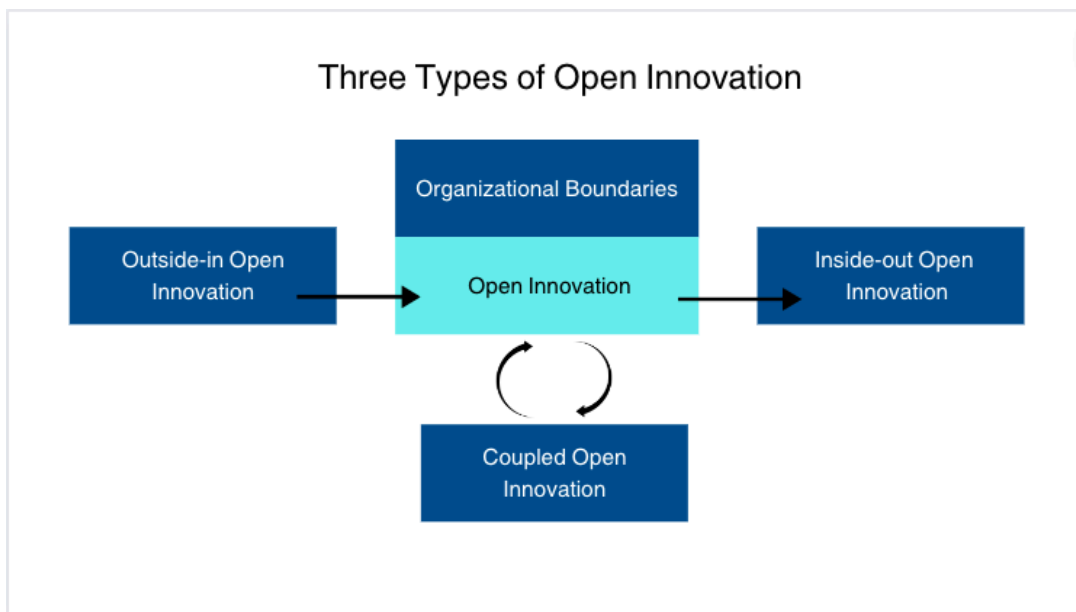 Three Types of Open Innovation
Organizational Boundaries
Outside-in Open
Innovation
Open Innovation
Inside-out Open
Innovation
Coupled Open
Innovation